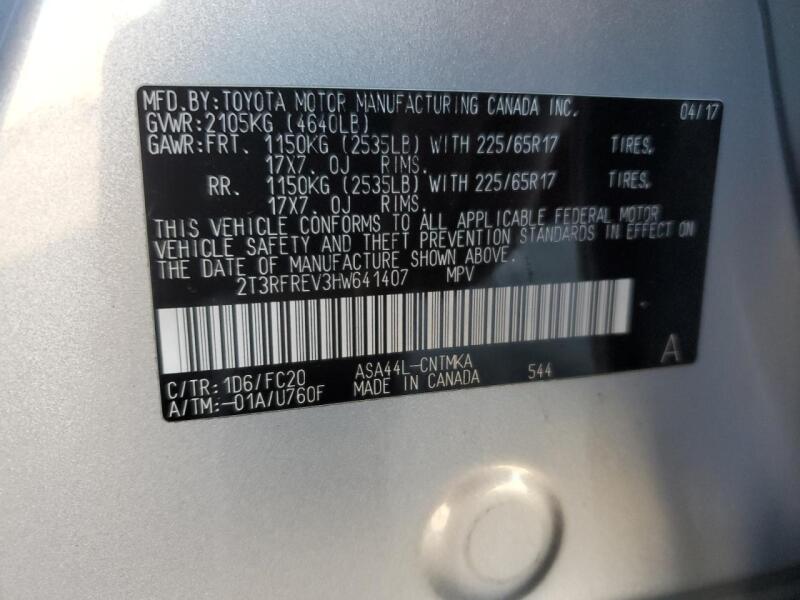 MFD.BY:TOYOTA MOTOR MANUFACTURING CANADA INC. 04/17
GVWR:2105KG (4640LB)
GAWR:FRT. 1150KG (2535LB) WITH 225/65R17 TIRES,
17X7.0J RIMS.
RR. 1150KG (2535LB) WITH 225/65R17 TIRES,
17X7.0J RIMS.
THIS VEHICLE CONFORMS TO ALL APPLICABLE FEDERAL MOTOR
VEHICLE SAFETY AND THEFT PREVENTION STANDARDS IN EFFECT ON
THE DATE OF MANUFACTURE SHOWN ABOVE.
2T3RFREV3HW641407 MPV
A
C/TR: 1D6/FC20 ASA44L-CNTMKA 544
A/TM:-01A/U760F MADE IN CANADA